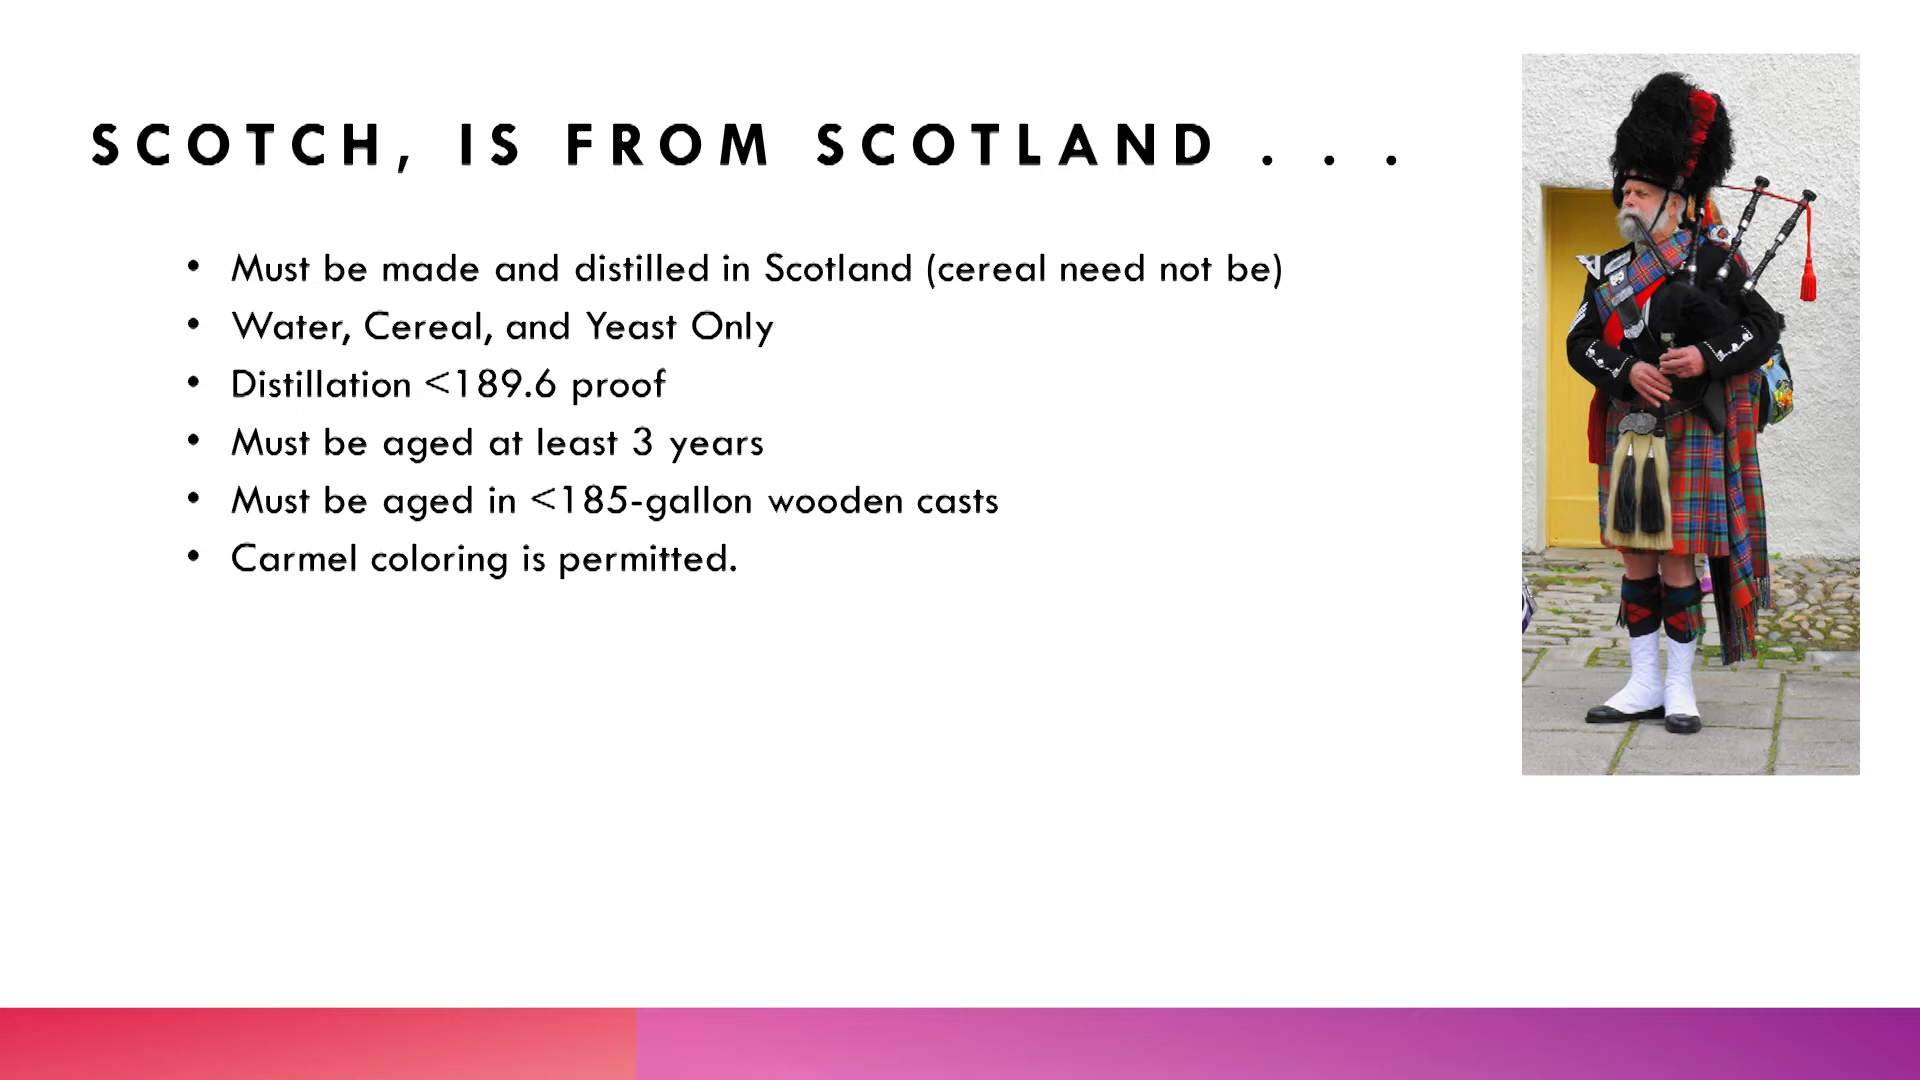 SCOTCH, IS FROM SCOTLAND . . .
• Must be made and distilled in Scotland (cereal need not be)
• Water, Cereal, and Yeast Only
• Distillation <189.6 proof
• Must be aged at least 3 years
• Must be aged in <185-gallon wooden casts
• Carmel coloring is permitted.